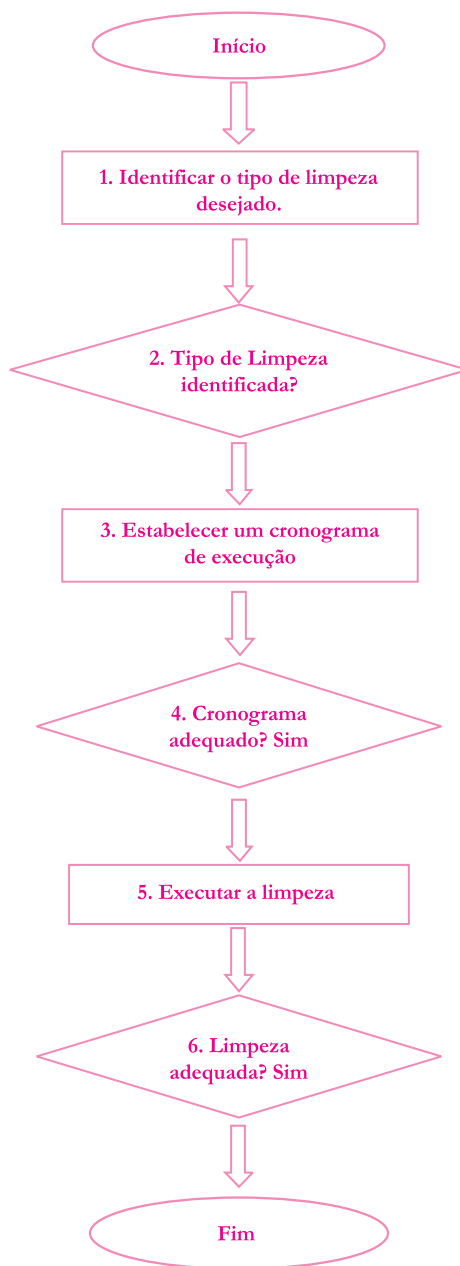 Início
1. Identificar o tipo de limpeza
desejado.
2. Tipo de Limpeza
identificada?
3. Estabelecer um cronograma
de execução
4. Cronograma
adequado? Sim
5. Executar a limpeza
6. Limpeza
adequada? Sim
Fim